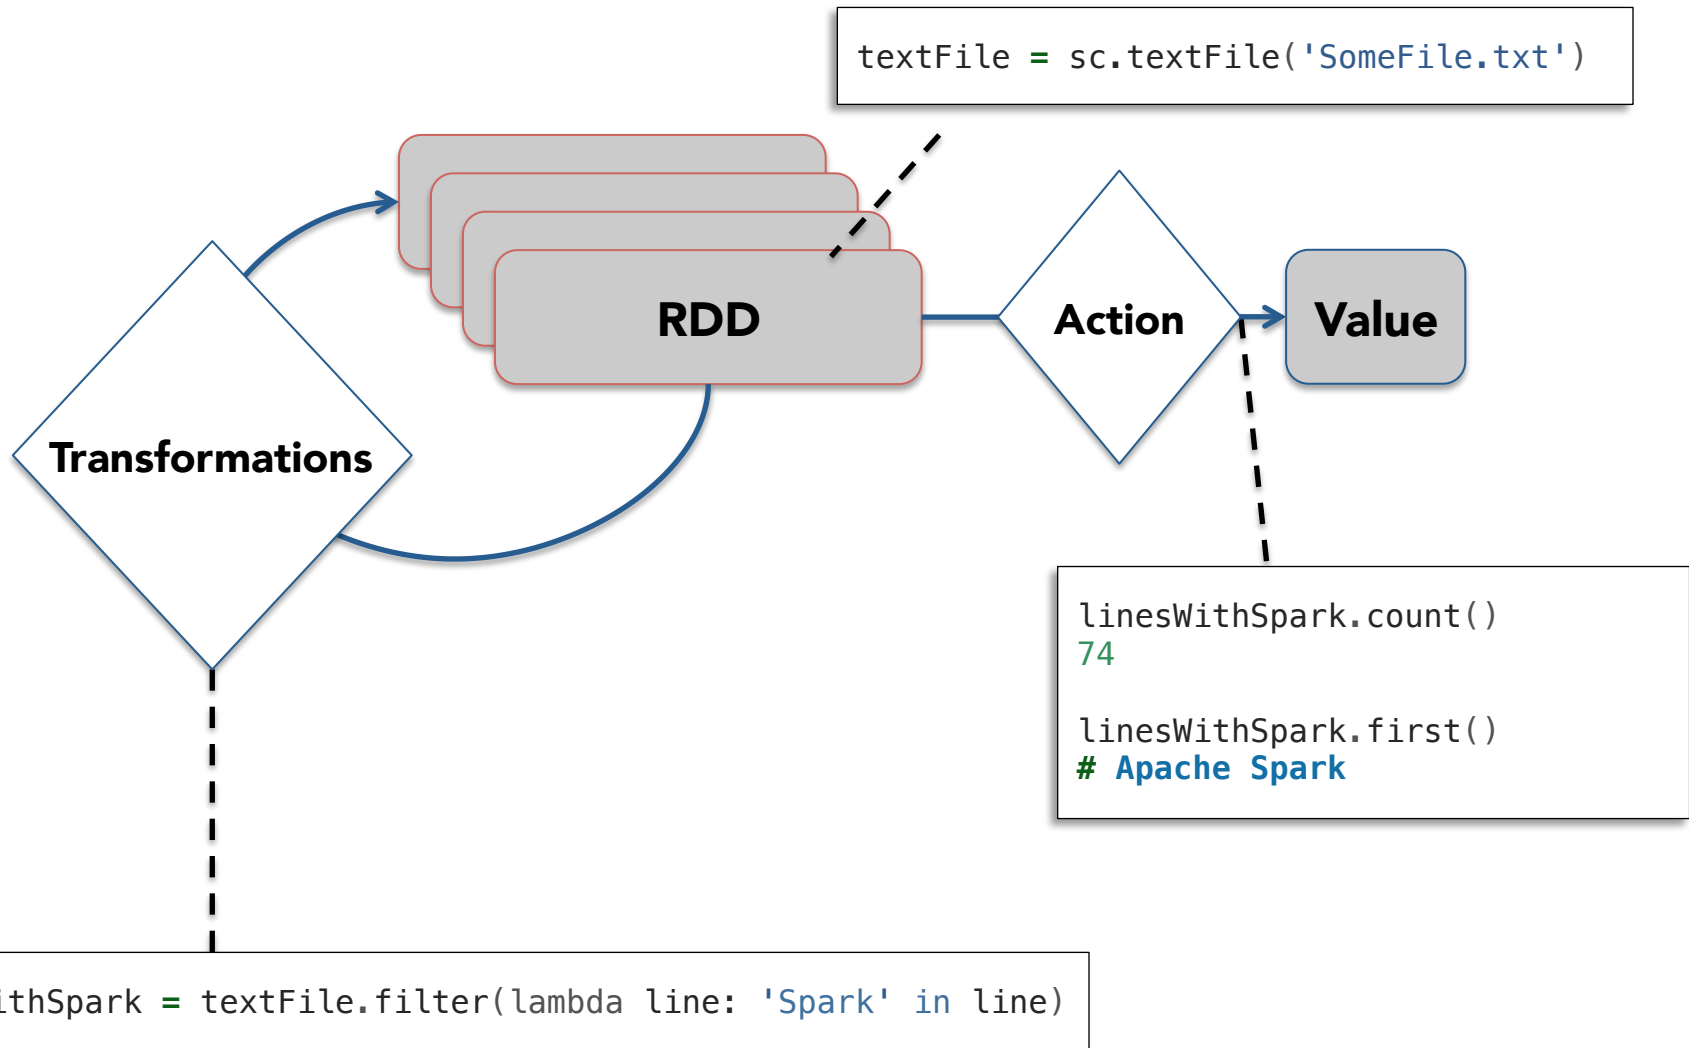 textFile = sc.textFile('SomeFile.txt')
RDD
Action
Value
Transformations
linesWithSpark.count()
74
linesWithSpark.first()
# Apache Spark
ithSpark = textFile.filter(lambda line: 'Spark' in line)